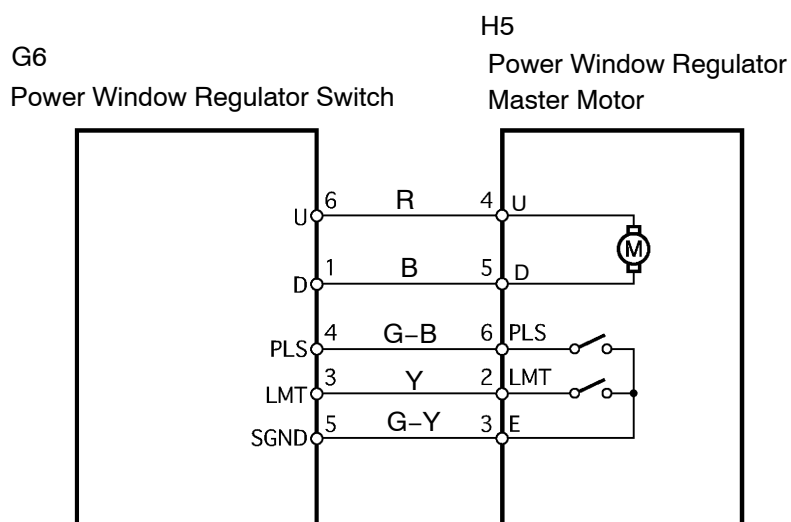 G6
Power Window Regulator Switch
H5
Power Window Regulator
Master Motor
U 6 R 4 U
M
D 1 B 5 D
PLS 4 G–B 6 PLS
LMT 3 Y 2 LMT
SGND 5 G–Y 3 E